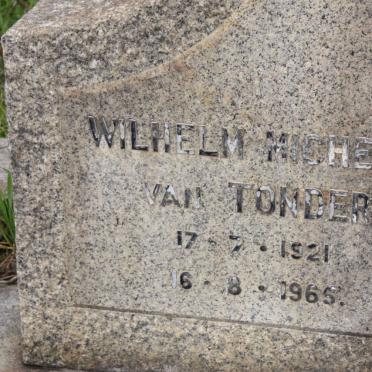 WILHELM MICHE
VAN TONDER
17 · 7 · 1921
16 · 8 · 1965.